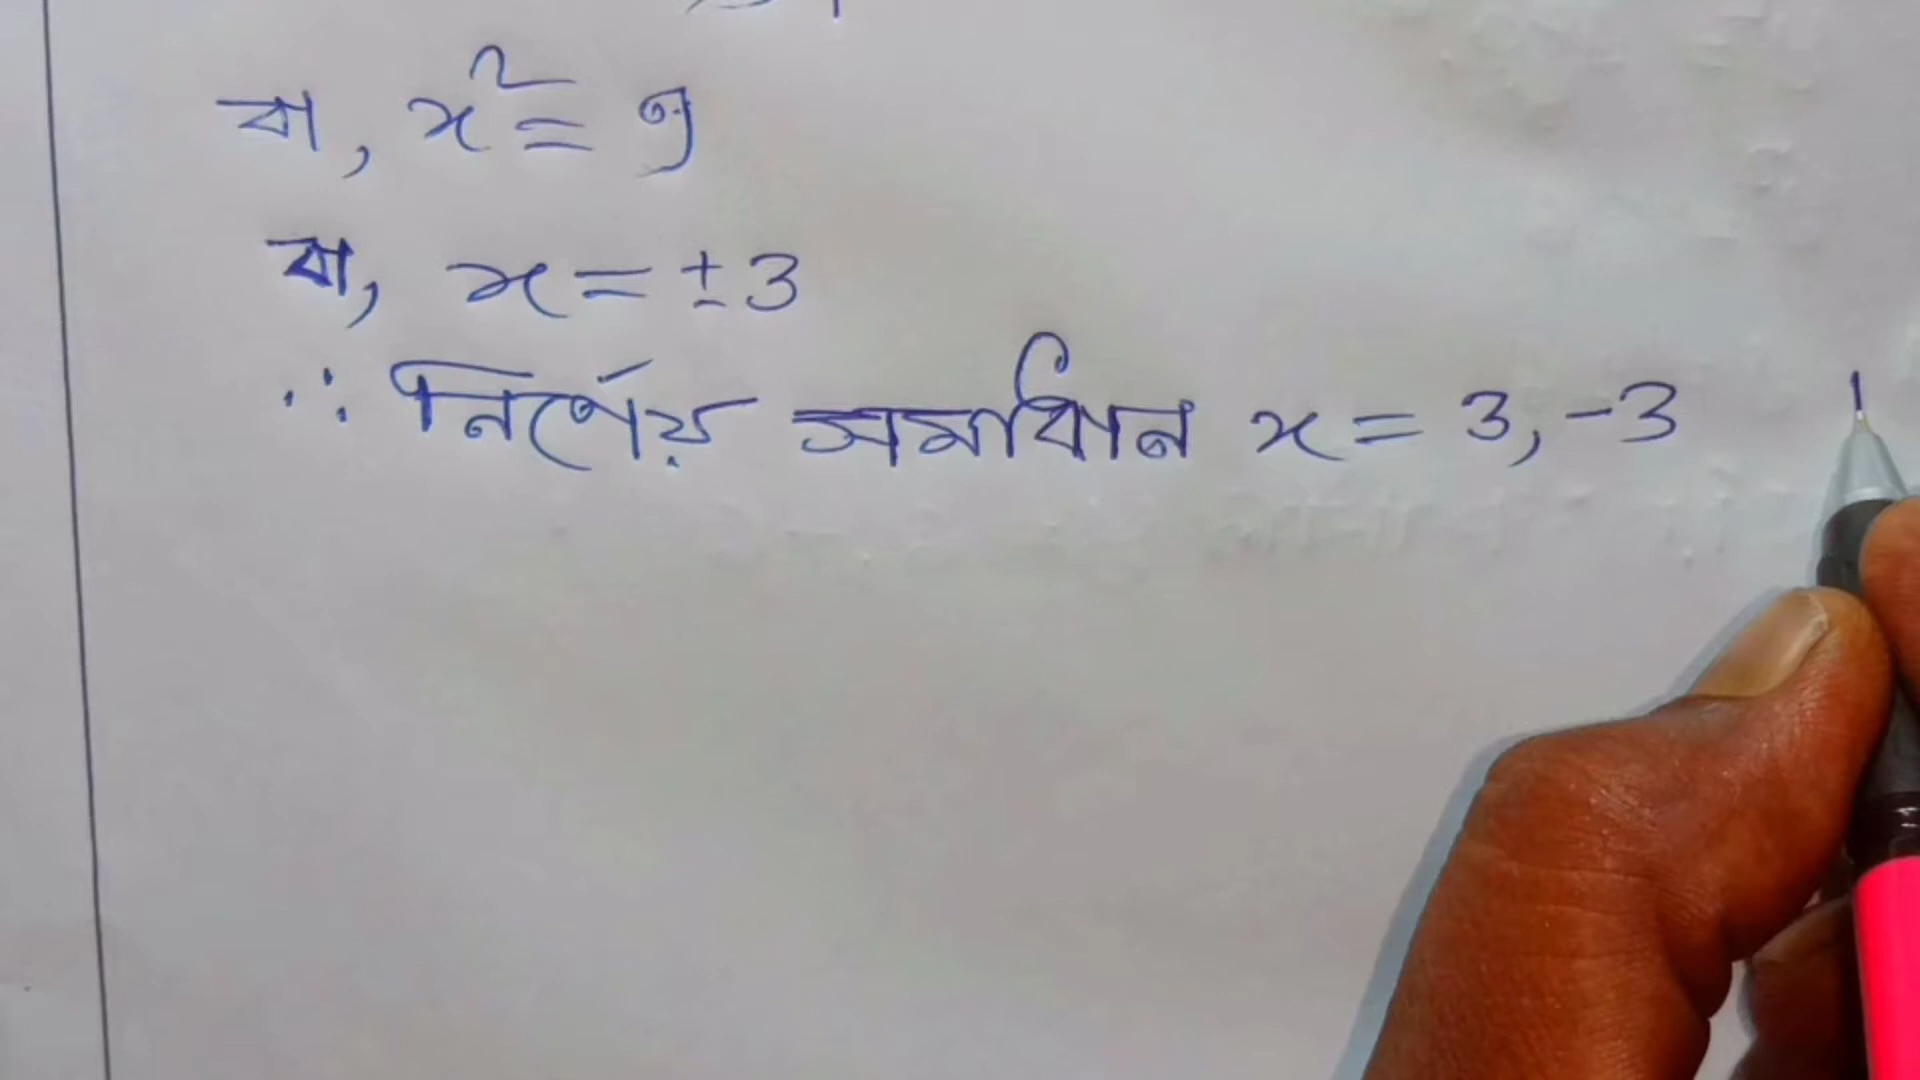 বা, x² = 9
বা, x = ± 3
∴ নির্ণেয় সমাধান x = 3, -3 ।